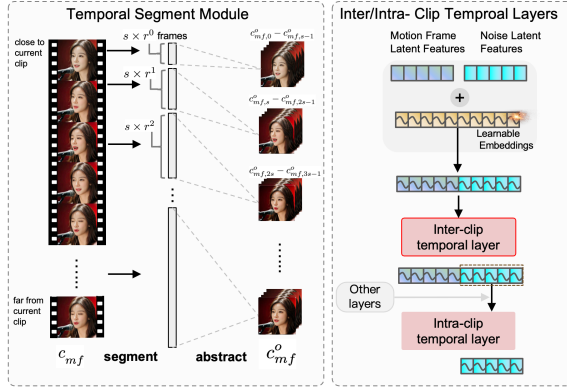 Temporal Segment Module
close to
current
clip
s × r⁰ frames
s × r¹
s × r²
c^o_{mf,0} − c^o_{mf,s−1}
c^o_{mf,s} − c^o_{mf,2s−1}
c^o_{mf,2s} − c^o_{mf,3s−1}
far from
current clip
c_{mf}
segment
abstract
c^o_{mf}
Inter/Intra- Clip Temproal Layers
Motion Frame
Latent Features
Noise Latent
Features
+
Learnable
Embeddings
Inter-clip
temporal layer
Other
layers
Intra-clip
temporal layer